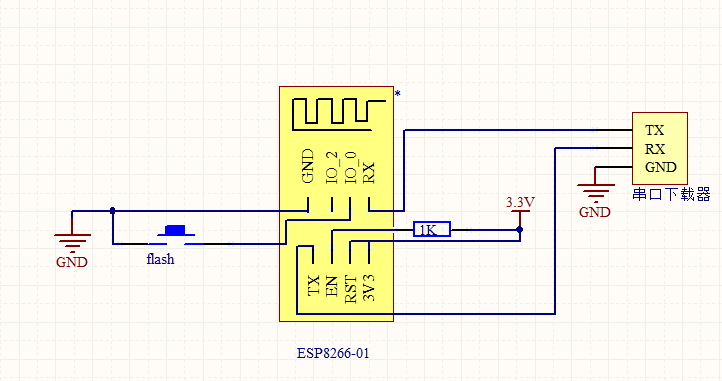 *
GND
IO_2
IO_0
RX
TX
RX
GND
串口下载器
GND
3.3V
1K
GND
flash
TX
EN
RST
3V3
ESP8266-01